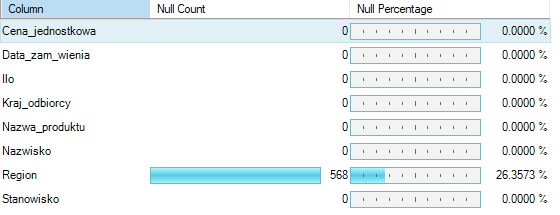 Column Null Count Null Percentage
Cena_jednostkowa 0 0.0000 %
Data_zam_wienia 0 0.0000 %
Ilo 0 0.0000 %
Kraj_odbiorcy 0 0.0000 %
Nazwa_produktu 0 0.0000 %
Nazwisko 0 0.0000 %
Region 568 26.3573 %
Stanowisko 0 0.0000 %